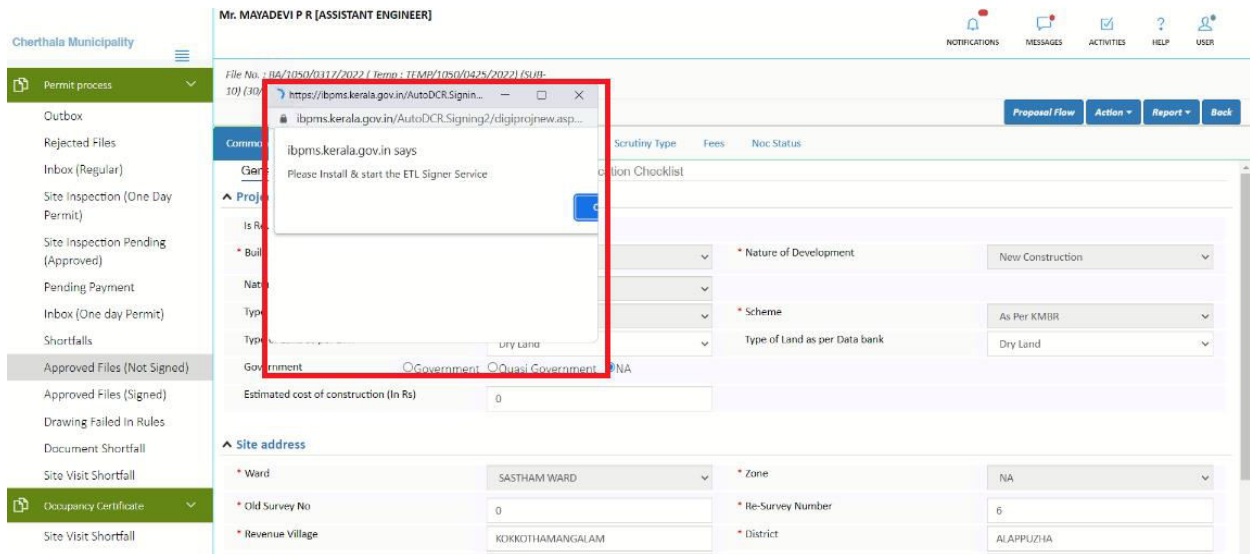 Mr. MAYADEVI P R [ASSISTANT ENGINEER]
Cherthala Municipality
NOTIFICATIONS MESSAGES ACTIVITIES HELP USER
File No. : BA/1050/0317/2022 ( Temp : TEMP/1050/0425/2022) (SUB-
10) (30/
Proposal Flow Action Report Back
Permit process
Outbox
Rejected Files
Inbox (Regular)
Site Inspection (One Day
Permit)
Site Inspection Pending
(Approved)
Pending Payment
Inbox (One day Permit)
Shortfalls
Approved Files (Not Signed)
Approved Files (Signed)
Drawing Failed In Rules
Document Shortfall
Site Visit Shortfall
Occupancy Certificate
Site Visit Shortfall
https://ibpms.kerala.gov.in/AutoDCR.Signin...
ibpms.kerala.gov.in/AutoDCR.Signing2/digiprojnew.asp...
ibpms.kerala.gov.in says
Please Install & start the ETL Signer Service
Scrutiny Type Fees Noc Status
Checklist
* Nature of Development New Construction
* Scheme As Per KMBR
Dry Land
Type of Land as per Data bank Dry Land
Government Government Quasi Government NA
Estimated cost of construction (In Rs) 0
Site address
* Ward SASTHAM WARD * Zone NA
* Old Survey No 0 * Re-Survey Number 6
* Revenue Village KOKKOTHAMANGALAM * District ALAPPUZHA